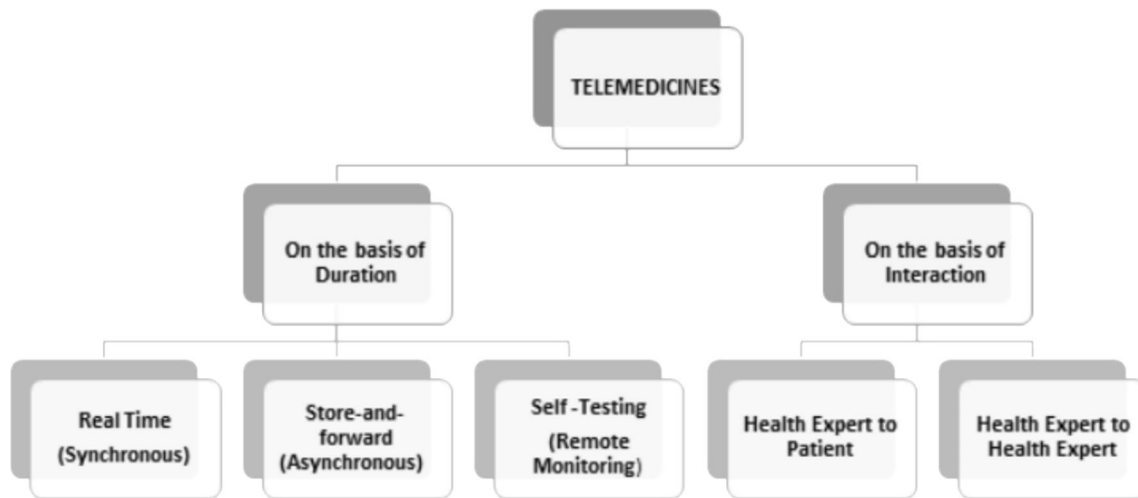 TELEMEDICINES
On the basis of
Duration
On the basis of
Interaction
Real Time
(Synchronous)
Store-and-
forward
(Asynchronous)
Self -Testing
(Remote
Monitoring)
Health Expert to
Patient
Health Expert to
Health Expert